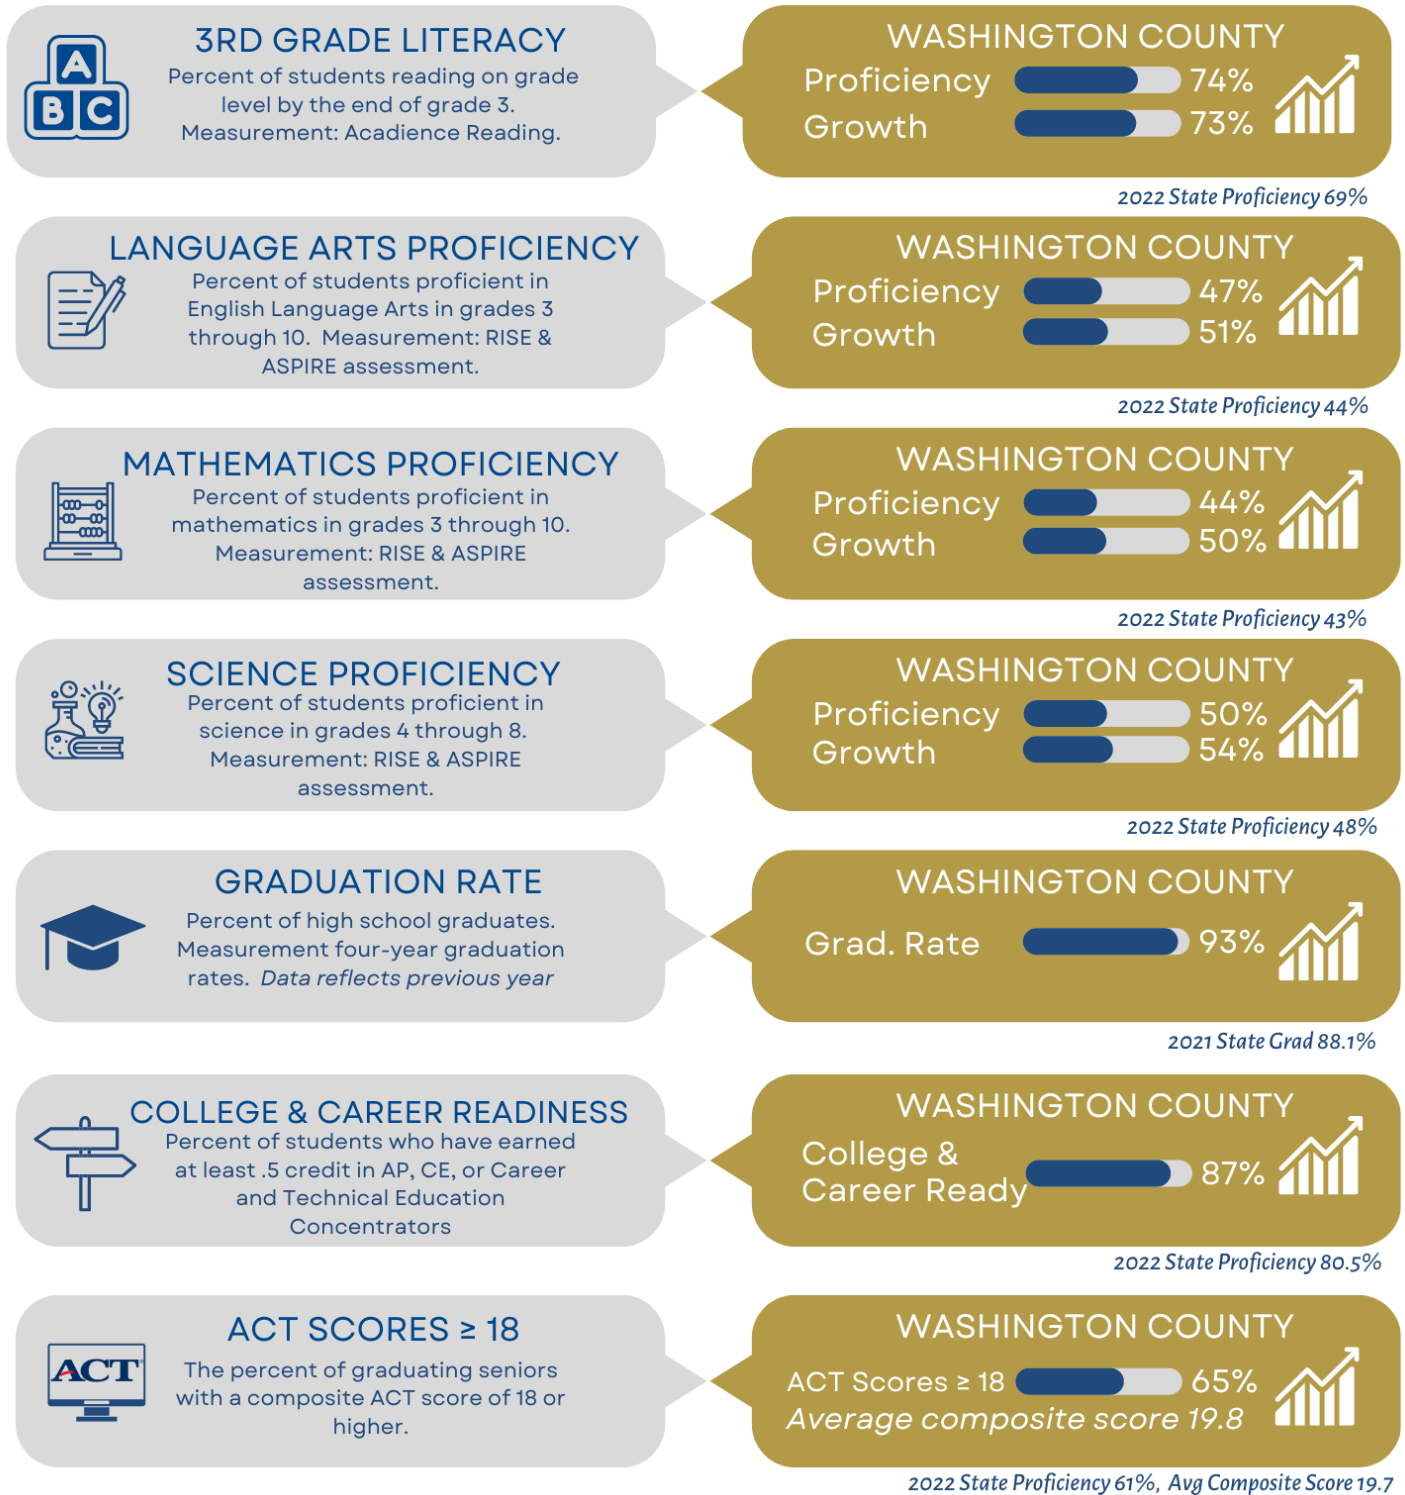 A
B C
3RD GRADE LITERACY
Percent of students reading on grade
level by the end of grade 3.
Measurement: Acadience Reading.
WASHINGTON COUNTY
Proficiency 74%
Growth 73%
2022 State Proficiency 69%
LANGUAGE ARTS PROFICIENCY
Percent of students proficient in
English Language Arts in grades 3
through 10. Measurement: RISE &
ASPIRE assessment.
WASHINGTON COUNTY
Proficiency 47%
Growth 51%
2022 State Proficiency 44%
MATHEMATICS PROFICIENCY
Percent of students proficient in
mathematics in grades 3 through 10.
Measurement: RISE & ASPIRE
assessment.
WASHINGTON COUNTY
Proficiency 44%
Growth 50%
2022 State Proficiency 43%
SCIENCE PROFICIENCY
Percent of students proficient in
science in grades 4 through 8.
Measurement: RISE & ASPIRE
assessment.
WASHINGTON COUNTY
Proficiency 50%
Growth 54%
2022 State Proficiency 48%
GRADUATION RATE
Percent of high school graduates.
Measurement four-year graduation
rates. Data reflects previous year
WASHINGTON COUNTY
Grad. Rate 93%
2021 State Grad 88.1%
COLLEGE & CAREER READINESS
Percent of students who have earned
at least .5 credit in AP, CE, or Career
and Technical Education
Concentrators
WASHINGTON COUNTY
College &
Career Ready 87%
2022 State Proficiency 80.5%
ACT
ACT SCORES ≥ 18
The percent of graduating seniors
with a composite ACT score of 18 or
higher.
WASHINGTON COUNTY
ACT Scores ≥ 18 65%
Average composite score 19.8
2022 State Proficiency 61%, Avg Composite Score 19.7